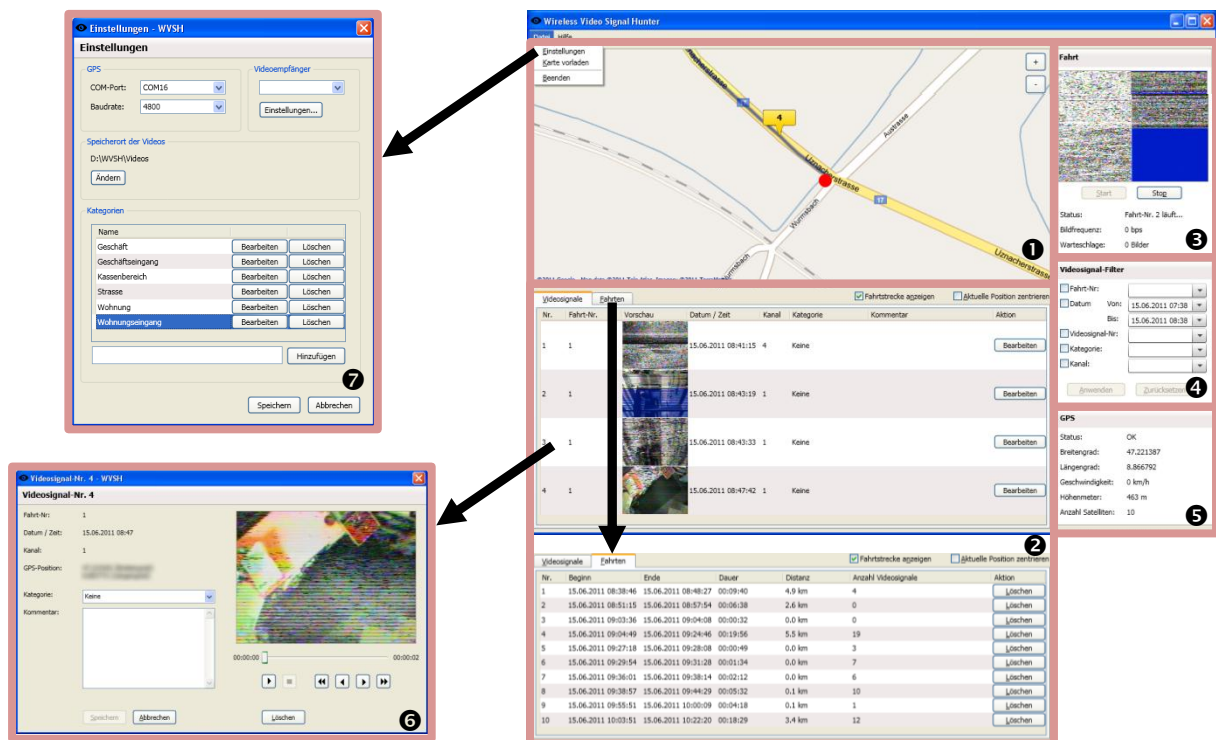 Einstellungen - WVSH
Einstellungen
GPS
COM-Port: COM16
Baudrate: 4800
Videoempfänger
Einstellungen...
Speicherort der Videos
D:\WVSH\Videos
Ändern
Kategorien
Name
Geschäft Bearbeiten Löschen
Geschäftseingang Bearbeiten Löschen
Kassenbereich Bearbeiten Löschen
Strasse Bearbeiten Löschen
Wohnung Bearbeiten Löschen
Wohnungseingang Bearbeiten Löschen
Hinzufügen
❼
Speichern Abbrechen
Wireless Video Signal Hunter
Datei Hilfe
Einstellungen
Karte vorladen
Beenden
+
-
4
17
Uznacherstrasse
Austrasse
Uznacherstrasse
17
Wurmsbach
Wurmsbach
Uznacherstrasse
❶
Fahrt
Start Stop
Status: Fahrt-Nr. 2 läuft...
Bildfrequenz: 0 bps
Warteschlage: 0 Bilder
❸
Videosignal-Filter
Fahrt-Nr:
Datum Von: 15.06.2011 07:38
Bis: 15.06.2011 08:38
Videosignal-Nr:
Kategorie:
Kanal:
Anwenden Zurücksetzen
❹
GPS
Status: OK
Breitengrad: 47.221387
Längengrad: 8.866792
Geschwindigkeit: 0 km/h
Höhenmeter: 463 m
Anzahl Satelliten: 10
❺
Videosignale Fahrten Fahrtstrecke anzeigen Aktuelle Position zentrieren
Nr. Fahrt-Nr. Vorschau Datum / Zeit Kanal Kategorie Kommentar Aktion
1 1 15.06.2011 08:41:15 4 Keine Bearbeiten
2 1 15.06.2011 08:43:19 1 Keine Bearbeiten
3 1 15.06.2011 08:43:33 1 Keine Bearbeiten
4 1 15.06.2011 08:47:42 1 Keine Bearbeiten
❷
Videosignale Fahrten Fahrtstrecke anzeigen Aktuelle Position zentrieren
Nr. Beginn Ende Dauer Distanz Anzahl Videosignale Aktion
1 15.06.2011 08:38:46 15.06.2011 08:48:27 00:09:40 4.9 km 4 Löschen
2 15.06.2011 08:51:15 15.06.2011 08:57:54 00:06:38 2.6 km 0 Löschen
3 15.06.2011 09:03:36 15.06.2011 09:04:08 00:00:32 0.0 km 0 Löschen
4 15.06.2011 09:04:49 15.06.2011 09:24:46 00:19:56 5.5 km 19 Löschen
5 15.06.2011 09:27:18 15.06.2011 09:28:08 00:00:49 0.0 km 3 Löschen
6 15.06.2011 09:29:54 15.06.2011 09:31:28 00:01:34 0.0 km 7 Löschen
7 15.06.2011 09:36:01 15.06.2011 09:38:14 00:02:12 0.0 km 6 Löschen
8 15.06.2011 09:38:57 15.06.2011 09:44:29 00:05:32 0.1 km 10 Löschen
9 15.06.2011 09:55:51 15.06.2011 10:00:09 00:04:18 0.1 km 1 Löschen
10 15.06.2011 10:03:51 15.06.2011 10:22:20 00:18:29 3.4 km 12 Löschen
Videosignal-Nr. 4 - WVSH
Videosignal-Nr. 4
Fahrt-Nr: 1
Datum / Zeit: 15.06.2011 08:47
Kanal: 1
GPS-Position:
Kategorie: Keine
Kommentar:
00:00:00 00:00:02
Speichern Abbrechen Löschen
❻